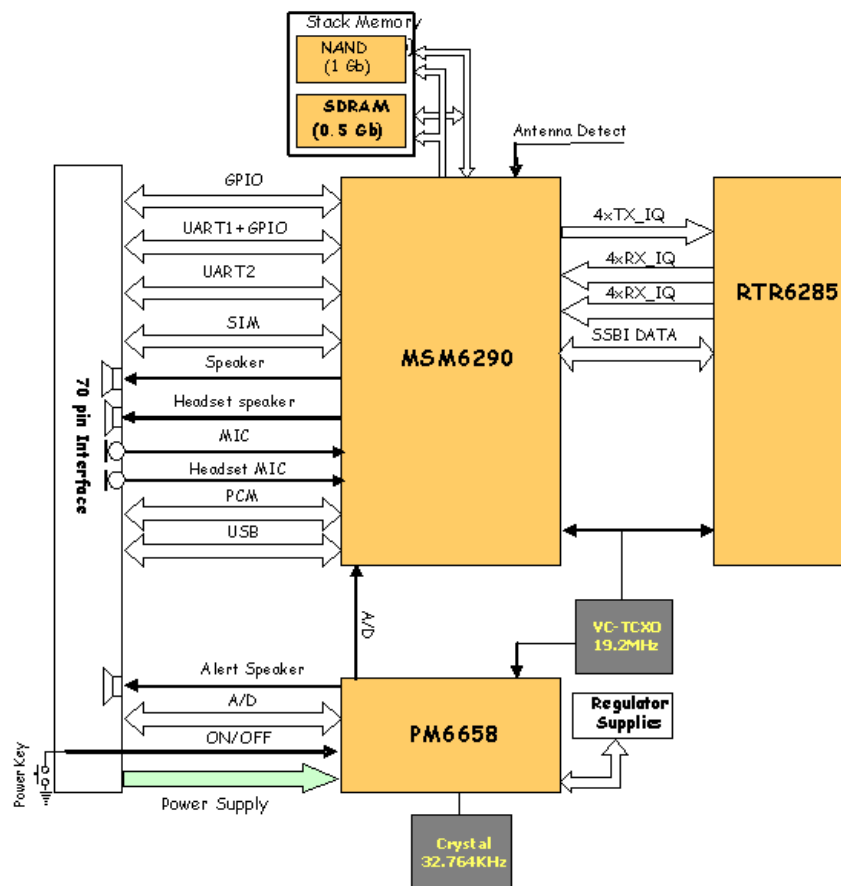 Stack Memory
NAND
(1 Gb)
SDRAM
(0.5 Gb)
Antenna Detect
GPIO
UART1+GPIO
UART2
SIM
Speaker
Headset speaker
MIC
Headset MIC
PCM
USB
70 pin Interface
MSM6290
4xTX_IQ
4xRX_IQ
4xRX_IQ
SSBI DATA
RTR6285
A/D
VC-TCXO
19.2MHz
Alert Speaker
A/D
ON/OFF
Power Key
Power Supply
PM6658
Regulator
Supplies
Crystal
32.764KHz